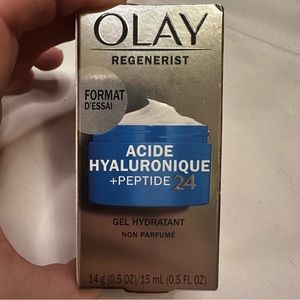 OLAY
REGENERIST
FORMAT
D'ESSAI
ACIDE
HYALURONIQUE
+PEPTIDE 24
GEL HYDRATANT
NON PARFUMÉ
14 g (0.5 OZ)/15 mL (0.5 FL OZ)